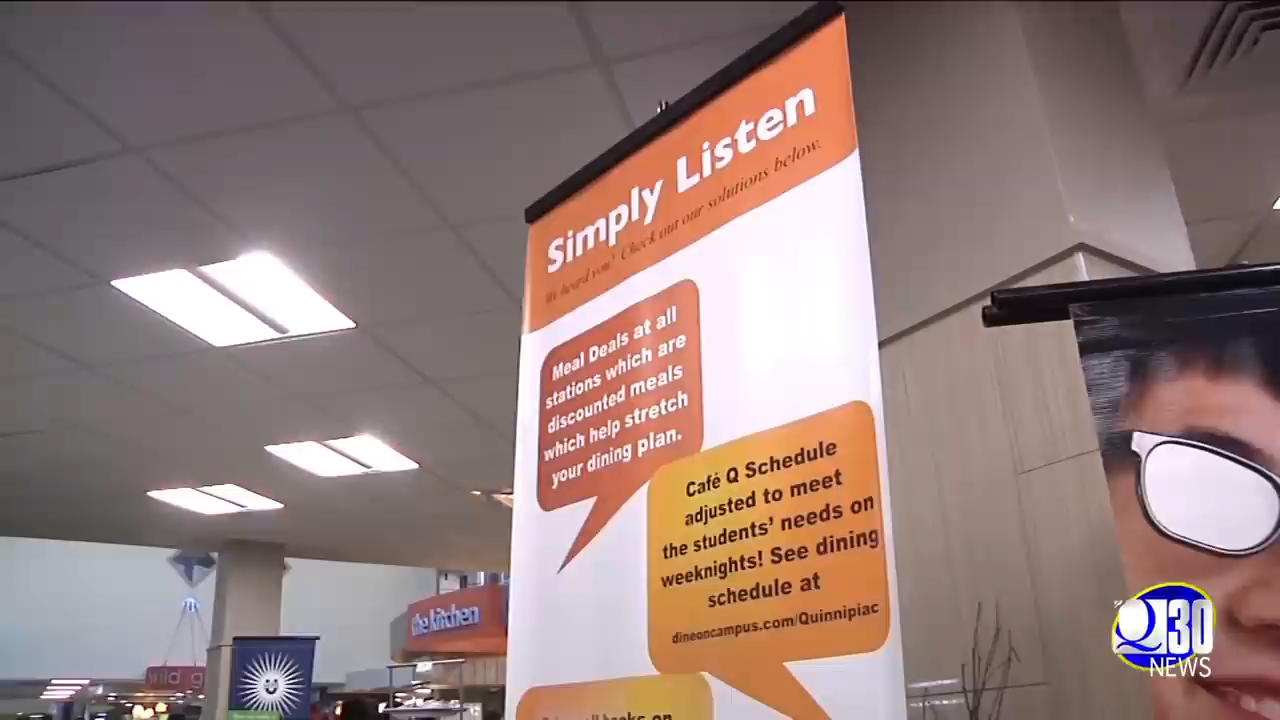 Simply Listen
We heard you! Check out our solutions below.
Meal Deals at all
stations which are
discounted meals
which help stretch
your dining plan.
Café Q Schedule
adjusted to meet
the students' needs on
weeknights! See dining
schedule at
dineoncampus.com/Quinnipiac
on
the kitchen
wild g
Q30
NEWS